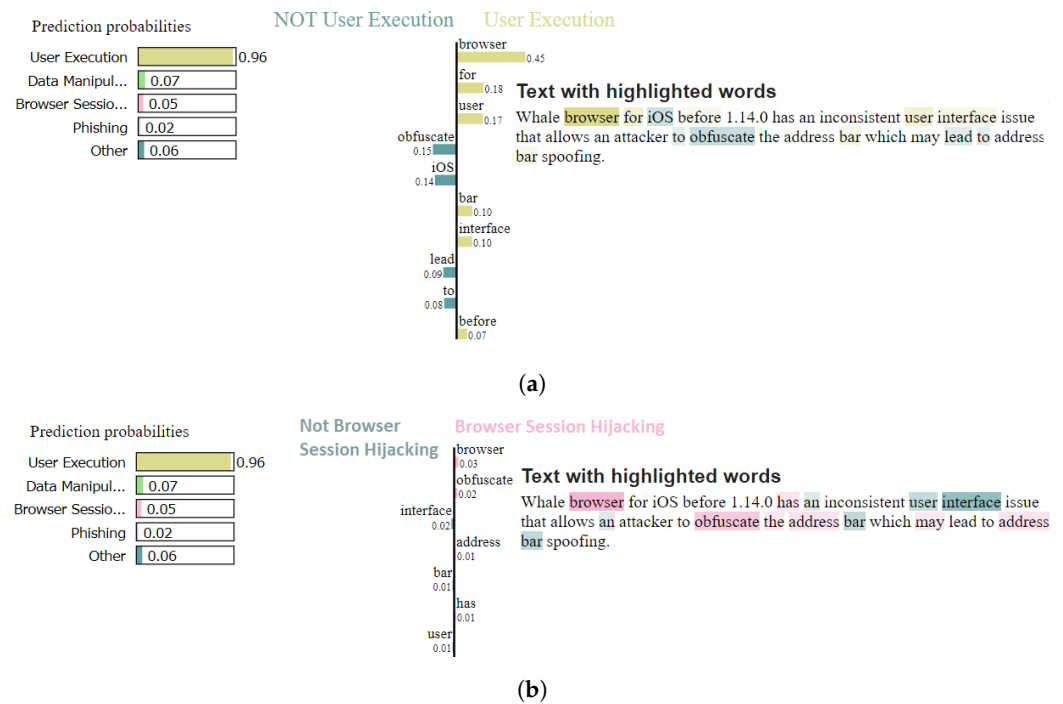 NOT User Execution User Execution
Prediction probabilities
User Execution 0.96
Data Manipul... 0.07
Browser Sessio... 0.05
Phishing 0.02
Other 0.06
browser
0.45
for
0.18
user
0.17
obfuscate
0.15
iOS
0.14
bar
0.10
interface
0.10
lead
0.09
to
0.08
before
0.07
Text with highlighted words
Whale browser for iOS before 1.14.0 has an inconsistent user interface issue
that allows an attacker to obfuscate the address bar which may lead to address
bar spoofing.
(a)
Prediction probabilities
User Execution 0.96
Data Manipul... 0.07
Browser Sessio... 0.05
Phishing 0.02
Other 0.06
Not Browser
Session Hijacking
Browser Session Hijacking
browser
0.03
obfuscate
0.02
interface
0.02
address
0.01
bar
0.01
has
0.01
user
0.01
Text with highlighted words
Whale browser for iOS before 1.14.0 has an inconsistent user interface issue
that allows an attacker to obfuscate the address bar which may lead to address
bar spoofing.
(b)